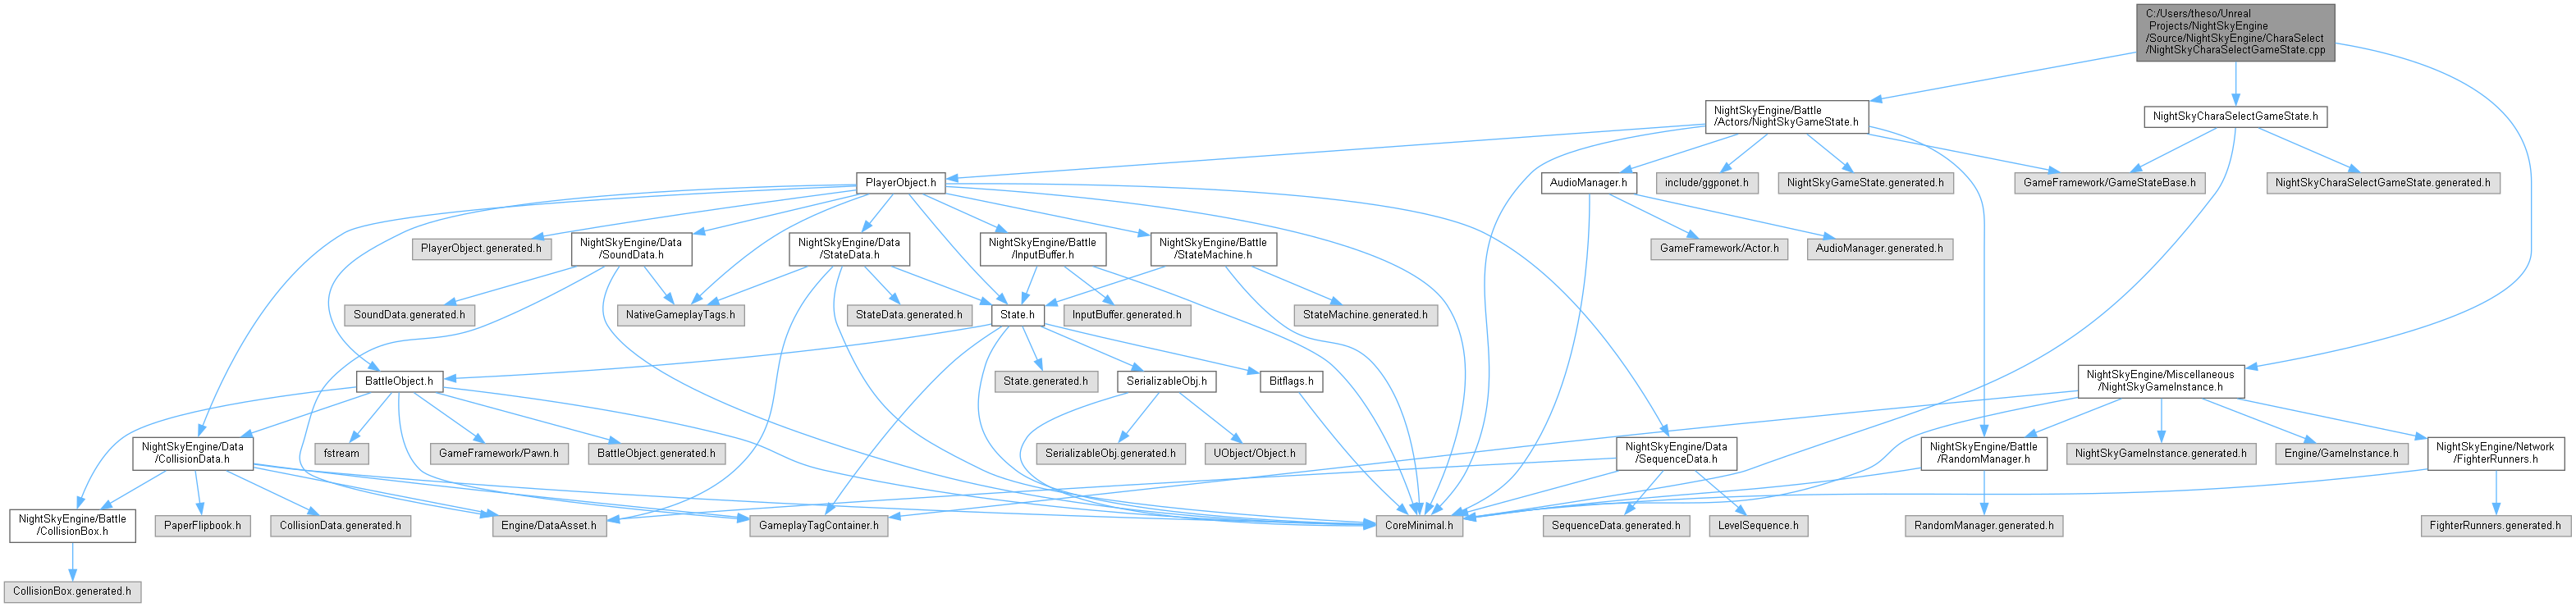 C:/Users/theso/Unreal
Projects/NightSkyEngine
/Source/NightSkyEngine/CharaSelect
/NightSkyCharaSelectGameState.cpp
NightSkyEngine/Battle
/Actors/NightSkyGameState.h
NightSkyCharaSelectGameState.h
PlayerObject.h
AudioManager.h
include/ggponet.h
NightSkyGameState.generated.h
GameFramework/GameStateBase.h
NightSkyCharaSelectGameState.generated.h
PlayerObject.generated.h
NightSkyEngine/Data
/SoundData.h
NightSkyEngine/Data
/StateData.h
NightSkyEngine/Battle
/InputBuffer.h
NightSkyEngine/Battle
/StateMachine.h
GameFramework/Actor.h
AudioManager.generated.h
SoundData.generated.h
NativeGameplayTags.h
StateData.generated.h
State.h
InputBuffer.generated.h
StateMachine.generated.h
BattleObject.h
State.generated.h
SerializableObj.h
Bitflags.h
NightSkyEngine/Miscellaneous
/NightSkyGameInstance.h
NightSkyEngine/Data
/CollisionData.h
fstream
GameFramework/Pawn.h
BattleObject.generated.h
SerializableObj.generated.h
UObject/Object.h
NightSkyEngine/Data
/SequenceData.h
NightSkyEngine/Battle
/RandomManager.h
NightSkyGameInstance.generated.h
Engine/GameInstance.h
NightSkyEngine/Network
/FighterRunners.h
NightSkyEngine/Battle
/CollisionBox.h
PaperFlipbook.h
CollisionData.generated.h
Engine/DataAsset.h
GameplayTagContainer.h
CoreMinimal.h
SequenceData.generated.h
LevelSequence.h
RandomManager.generated.h
FighterRunners.generated.h
CollisionBox.generated.h